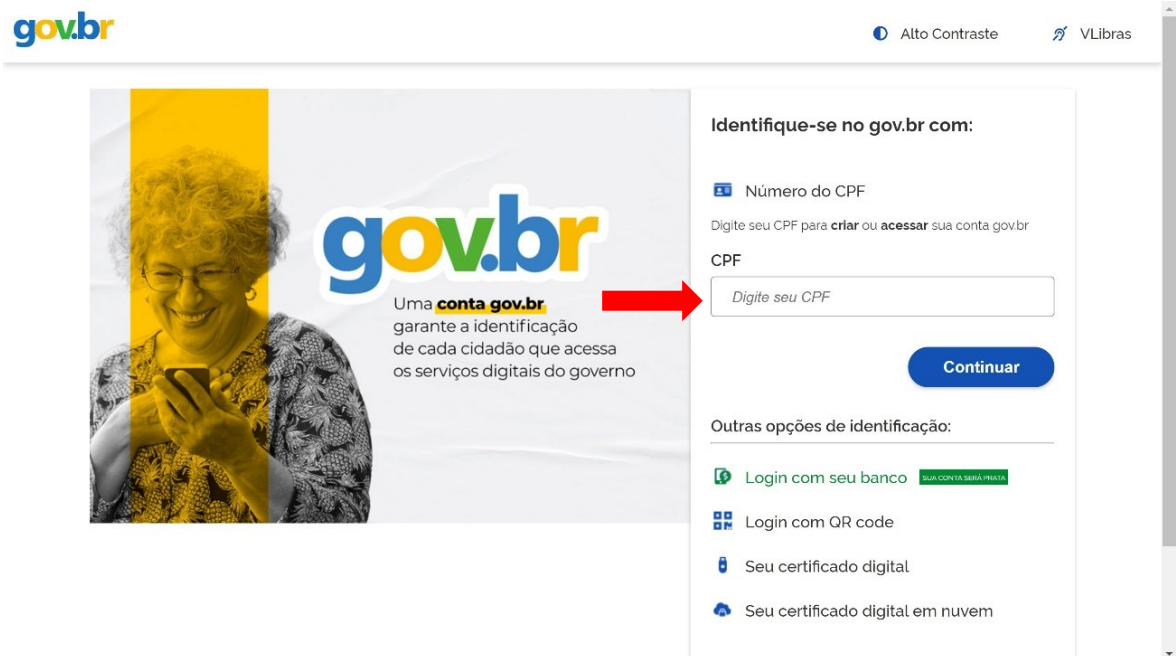 gov.br
Alto Contraste
VLibras
gov.br
Uma conta gov.br
garante a identificação
de cada cidadão que acessa
os serviços digitais do governo
Identifique-se no gov.br com:
Número do CPF
Digite seu CPF para criar ou acessar sua conta gov.br
CPF
Digite seu CPF
Continuar
Outras opções de identificação:
Login com seu banco SUA CONTA SERÁ PRATA
Login com QR code
Seu certificado digital
Seu certificado digital em nuvem